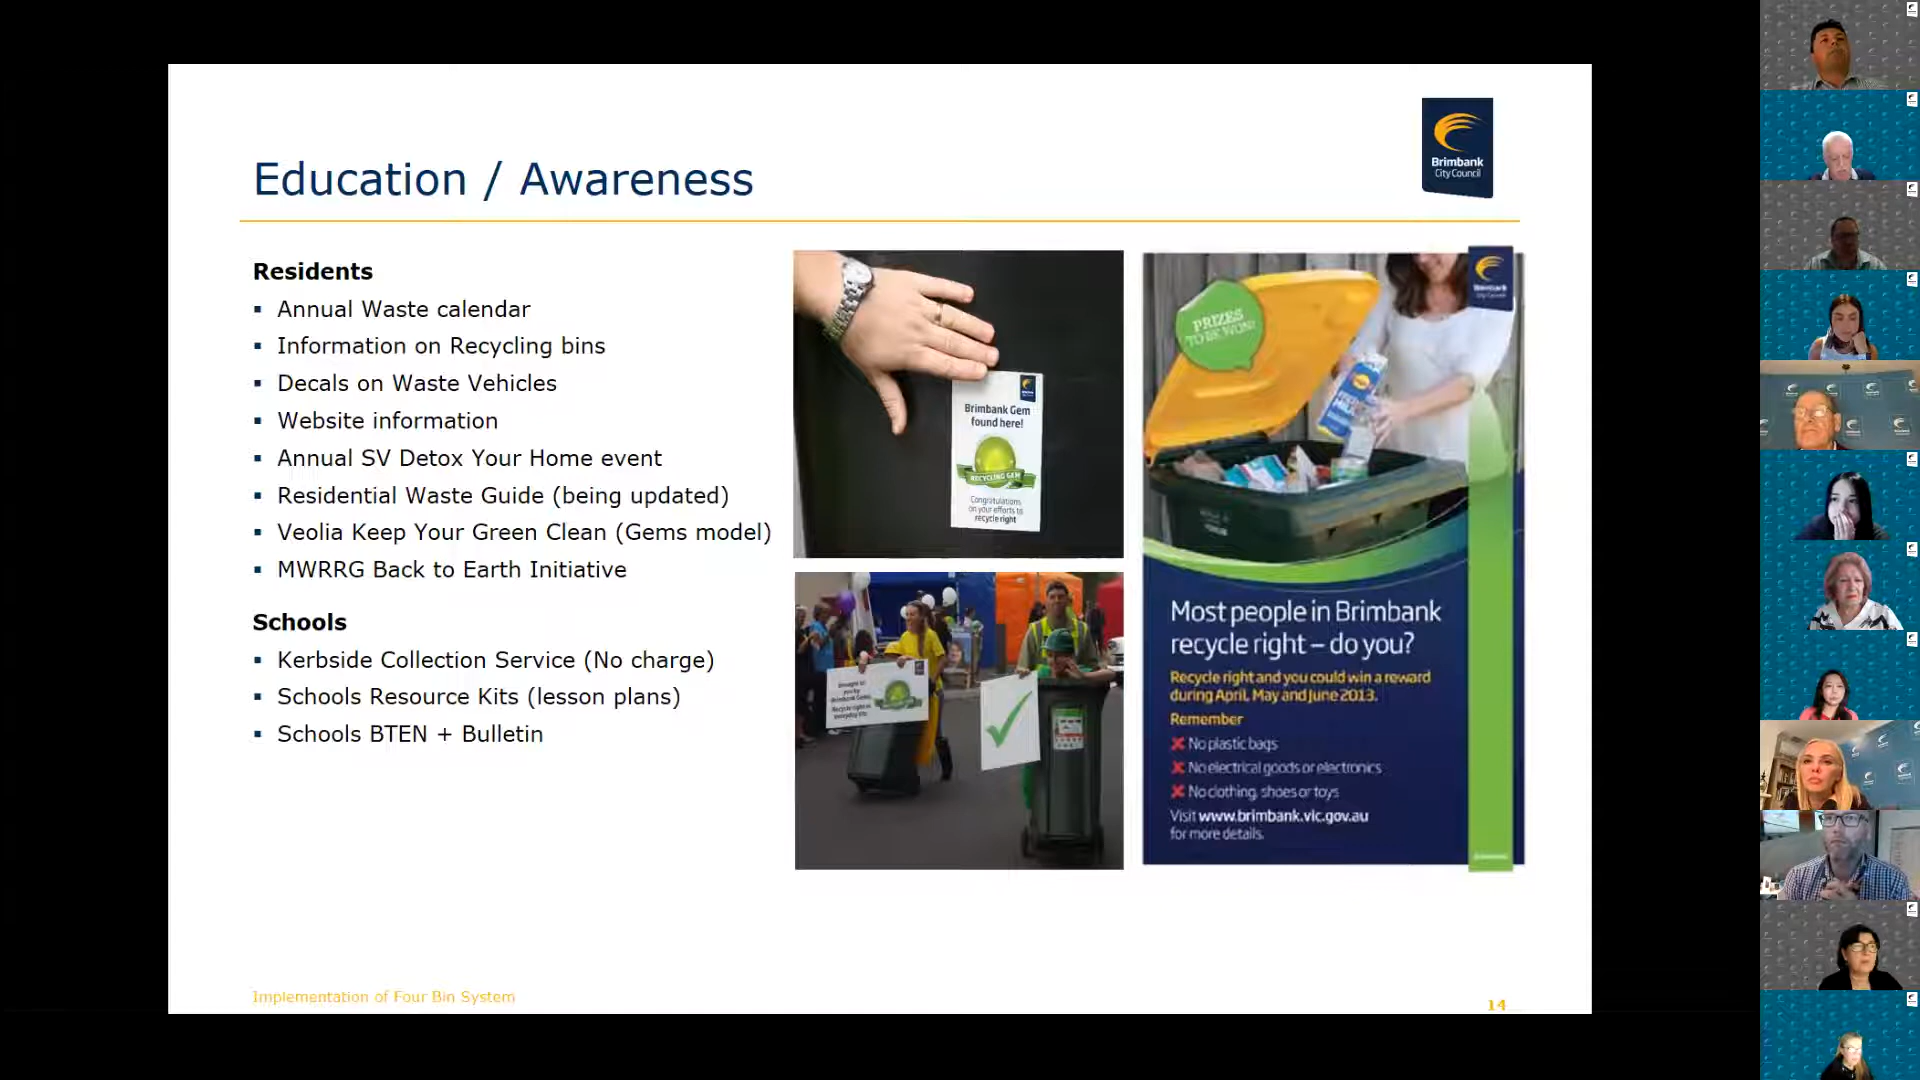 Brimbank
City Council
Education / Awareness
Residents
Annual Waste calendar
Information on Recycling bins
Decals on Waste Vehicles
Website information
Annual SV Detox Your Home event
Residential Waste Guide (being updated)
Veolia Keep Your Green Clean (Gems model)
MWRRG Back to Earth Initiative
Schools
Kerbside Collection Service (No charge)
Schools Resource Kits (lesson plans)
Schools BTEN + Bulletin
Brimbank Gem
found here!
RECYCLING GEM
Congratulations
on your efforts to
recycle right
PRIZES
TO BE WON!
Brimbank
City Council
Most people in Brimbank
recycle right – do you?
Recycle right and you could win a reward
during April, May and June 2013.
Remember
No plastic bags
No electrical goods or electronics
No clothing, shoes or toys
Visit www.brimbank.vic.gov.au
for more details.
Implementation of Four Bin System
14